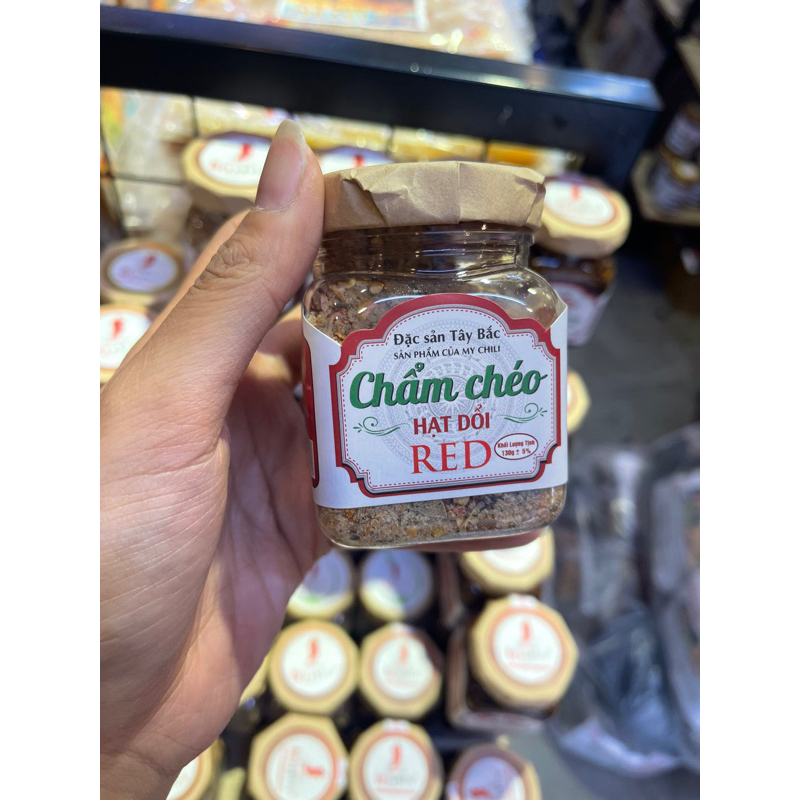 Đặc sản Tây Bắc
SẢN PHẨM CỦA MY CHILI
Chẩm chéo
HẠT DỔI
RED
Khối Lượng Tịnh
130g ± 5%